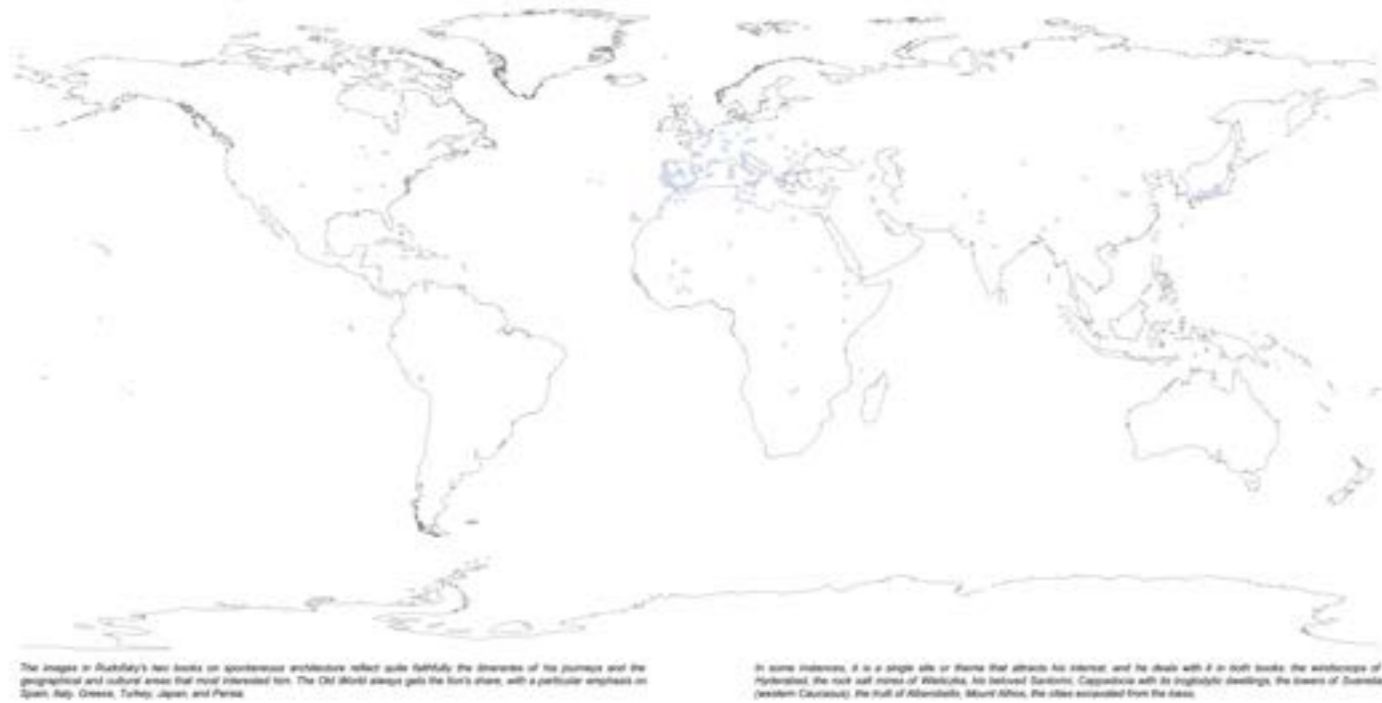 The images in Rudofsky's two books on spontaneous architecture reflect quite faithfully the itineraries of his journeys and the
geographical and cultural areas that most interested him. The Old World always gets the lion's share, with a particular emphasis on
Spain, Italy, Greece, Turkey, Japan, and Persia.
In some instances, it is a single site or theme that attracts his interest, and he deals with it in both books: the windscoops of
Hyderabad, the rock salt mines of Wieliczka, his beloved Santorini, Cappadocia with its troglodytic dwellings, the towers of Svanetia
(western Caucasus), the trulli of Alberobello, Mount Athos, the cities excavated from the loess.